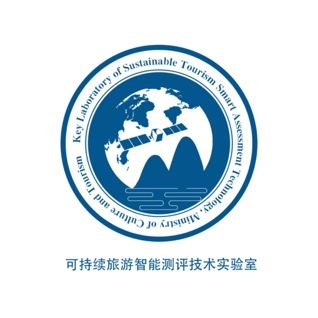 Key Laboratory of Sustainable Tourism Smart Assessment Technology, Ministry of Culture and Tourism
可持续旅游智能测评技术实验室